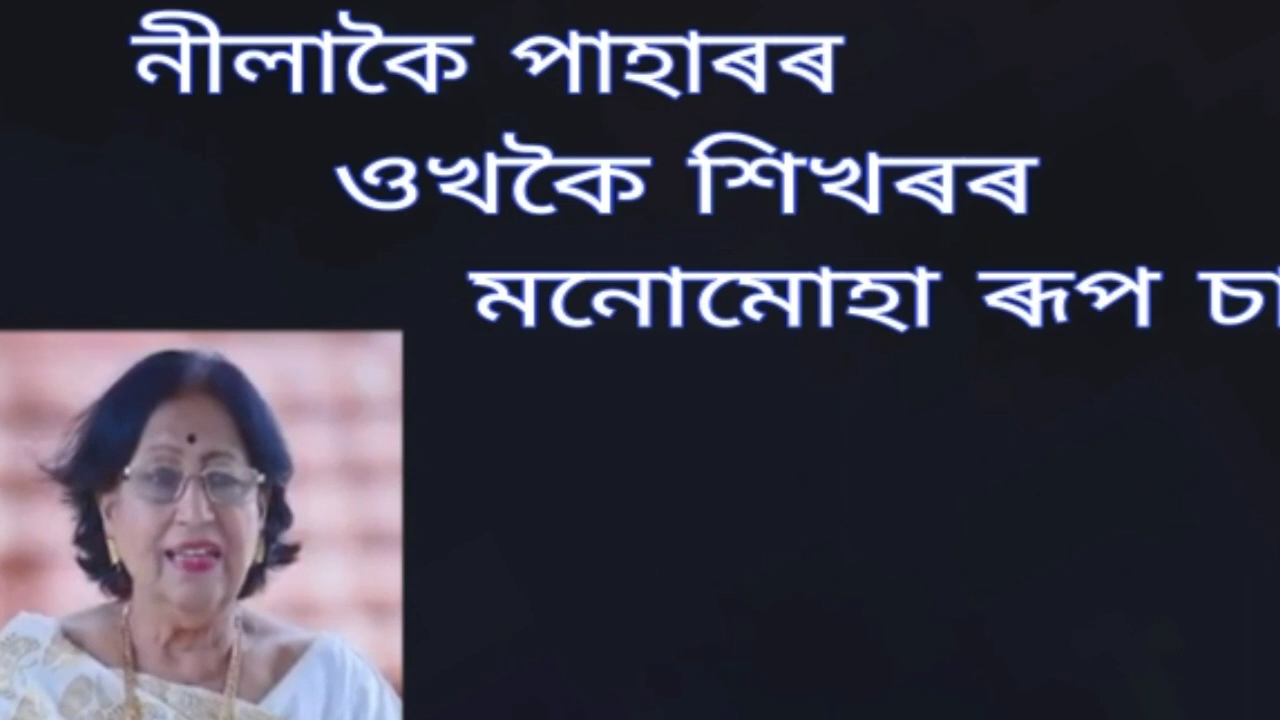 নীলাকৈ পাহাৰৰ
ওখকৈ শিখৰৰ
মনোমোহা ৰূপ